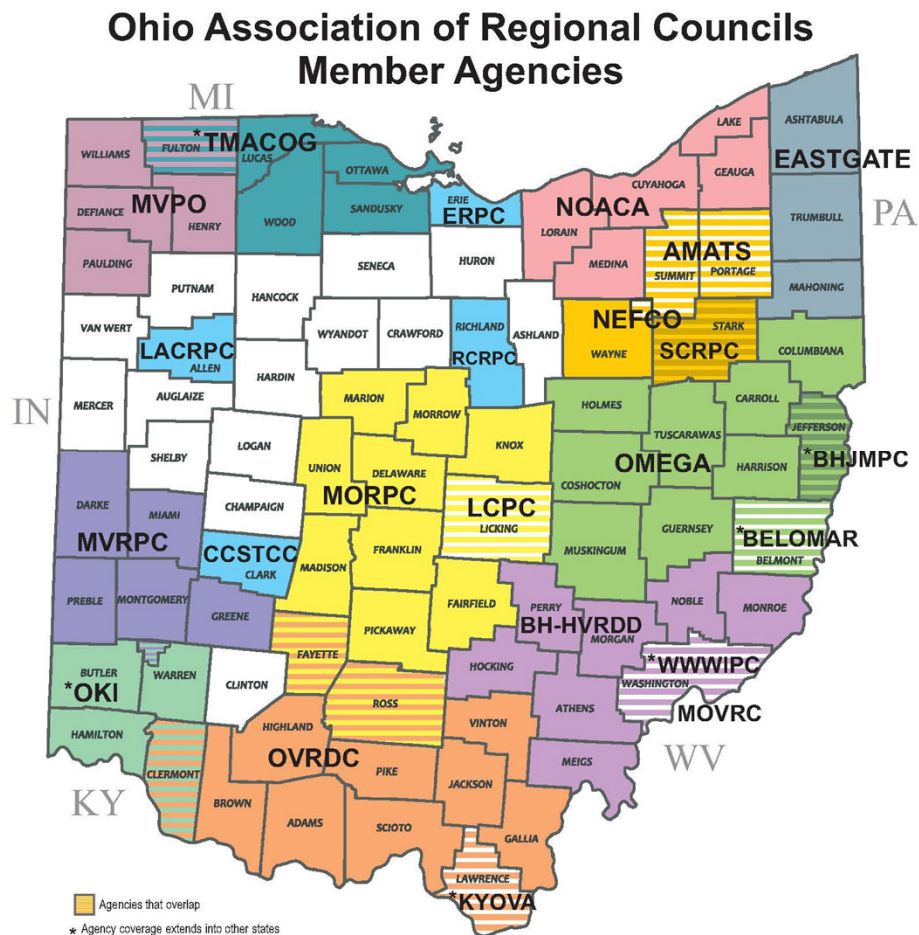 Ohio Association of Regional Councils
Member Agencies
MI
PA
IN
KY
WV
WILLIAMS
FULTON
*TMACOG
LUCAS
OTTAWA
WOOD
SANDUSKY
DEFIANCE
MVPO
HENRY
PAULDING
ERIE
ERPC
LAKE
GEAUGA
CUYAHOGA
NOACA
LORAIN
MEDINA
ASHTABULA
EASTGATE
TRUMBULL
MAHONING
AMATS
SUMMIT
PORTAGE
NEFCO
WAYNE
STARK
SCRPC
SENECA
HURON
PUTNAM
HANCOCK
VAN WERT
WYANDOT
CRAWFORD
RICHLAND
RCRPC
ASHLAND
LACRPC
ALLEN
HARDIN
MERCER
AUGLAIZE
SHELBY
LOGAN
CHAMPAIGN
MARION
MORROW
KNOX
UNION
DELAWARE
MORPC
LCPC
LICKING
MADISON
FRANKLIN
FAIRFIELD
PICKAWAY
FAYETTE
ROSS
COLUMBIANA
HOLMES
CARROLL
TUSCARAWAS
JEFFERSON
*BHJMPC
OMEGA
HARRISON
COSHOCTON
GUERNSEY
MUSKINGUM
*BELOMAR
BELMONT
DARKE
MIAMI
MVRPC
CCSTCC
CLARK
PREBLE
MONTGOMERY
GREENE
PERRY
BH-HVRDD
MORGAN
NOBLE
MONROE
HOCKING
ATHENS
MEIGS
*WWWIPC
WASHINGTON
MOVRC
BUTLER
*OKI
WARREN
CLINTON
HAMILTON
CLERMONT
HIGHLAND
OVRDC
VINTON
PIKE
JACKSON
BROWN
ADAMS
SCIOTO
GALLIA
LAWRENCE
*KYOVA
Agencies that overlap
* Agency coverage extends into other states